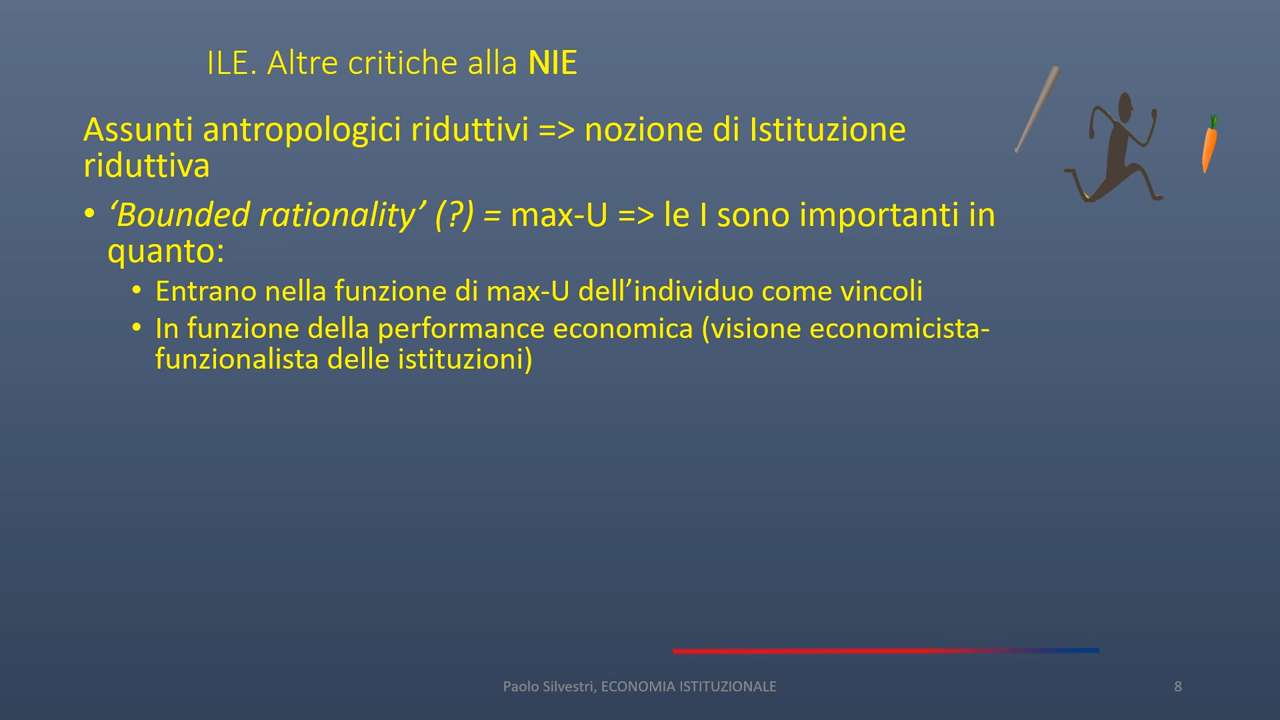 ILE. Altre critiche alla NIE
Assunti antropologici riduttivi => nozione di Istituzione
riduttiva
• ‘Bounded rationality’ (?) = max-U => le I sono importanti in
quanto:
• Entrano nella funzione di max-U dell’individuo come vincoli
• In funzione della performance economica (visione economicista-
funzionalista delle istituzioni)
Paolo Silvestri, ECONOMIA ISTITUZIONALE
8